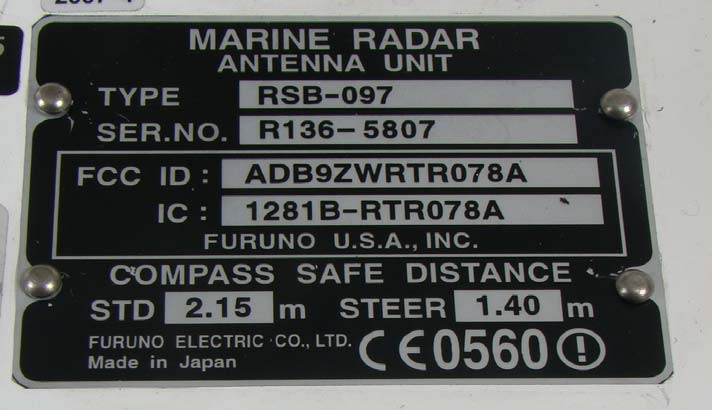 MARINE RADAR
ANTENNA UNIT
TYPE RSB-097
SER.NO. R136-5807
FCC ID: ADB9ZWRTR078A
IC: 1281B-RTR078A
FURUNO U.S.A., INC.
COMPASS SAFE DISTANCE
STD 2.15 m STEER 1.40 m
FURUNO ELECTRIC CO., LTD.
Made in Japan
CE0560